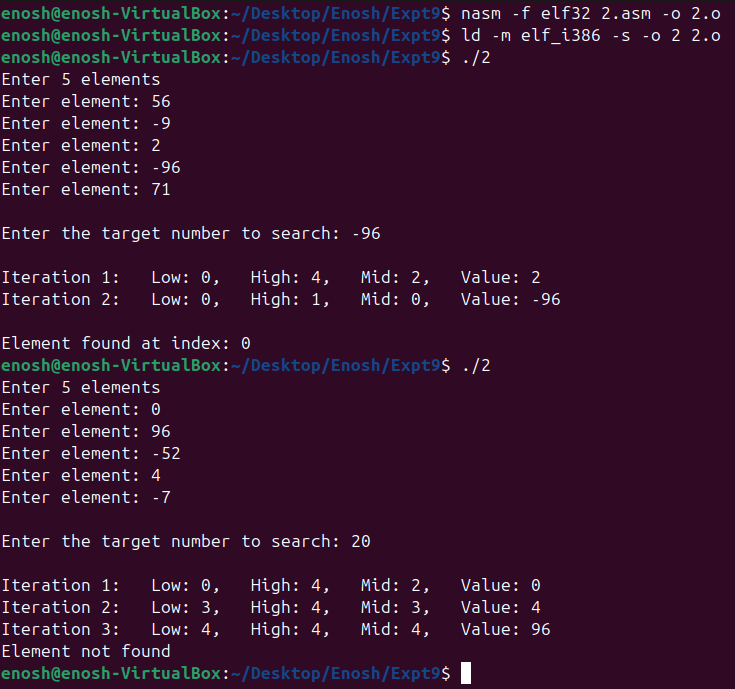 enosh@enosh-VirtualBox:~/Desktop/Enosh/Expt9$ nasm -f elf32 2.asm -o 2.o
enosh@enosh-VirtualBox:~/Desktop/Enosh/Expt9$ ld -m elf_i386 -s -o 2 2.o
enosh@enosh-VirtualBox:~/Desktop/Enosh/Expt9$ ./2
Enter 5 elements
Enter element: 56
Enter element: -9
Enter element: 2
Enter element: -96
Enter element: 71
Enter the target number to search: -96
Iteration 1:   Low: 0,   High: 4,   Mid: 2,   Value: 2
Iteration 2:   Low: 0,   High: 1,   Mid: 0,   Value: -96
Element found at index: 0
enosh@enosh-VirtualBox:~/Desktop/Enosh/Expt9$ ./2
Enter 5 elements
Enter element: 0
Enter element: 96
Enter element: -52
Enter element: 4
Enter element: -7
Enter the target number to search: 20
Iteration 1:   Low: 0,   High: 4,   Mid: 2,   Value: 0
Iteration 2:   Low: 3,   High: 4,   Mid: 3,   Value: 4
Iteration 3:   Low: 4,   High: 4,   Mid: 4,   Value: 96
Element not found
enosh@enosh-VirtualBox:~/Desktop/Enosh/Expt9$